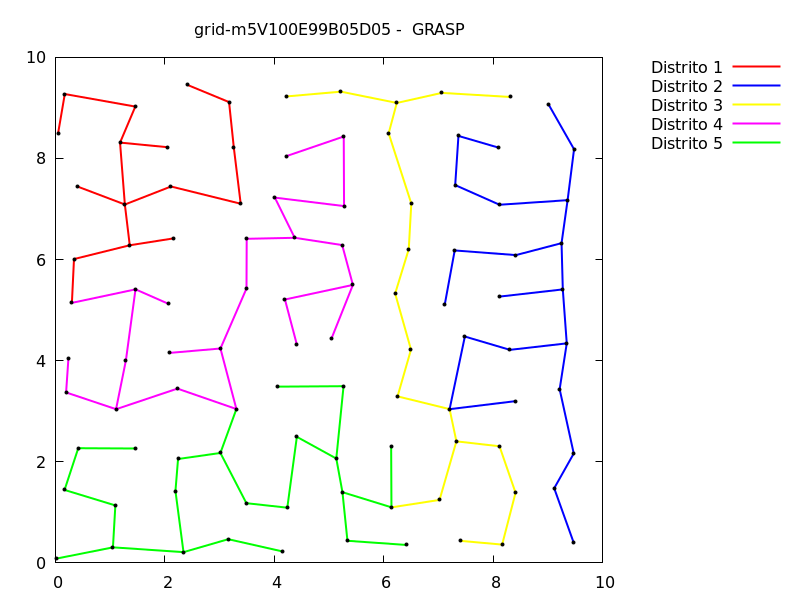 grid-m5V100E99B05D05 -  GRASP
10
8
6
4
2
0
0 2 4 6 8 10
Distrito 1
Distrito 2
Distrito 3
Distrito 4
Distrito 5